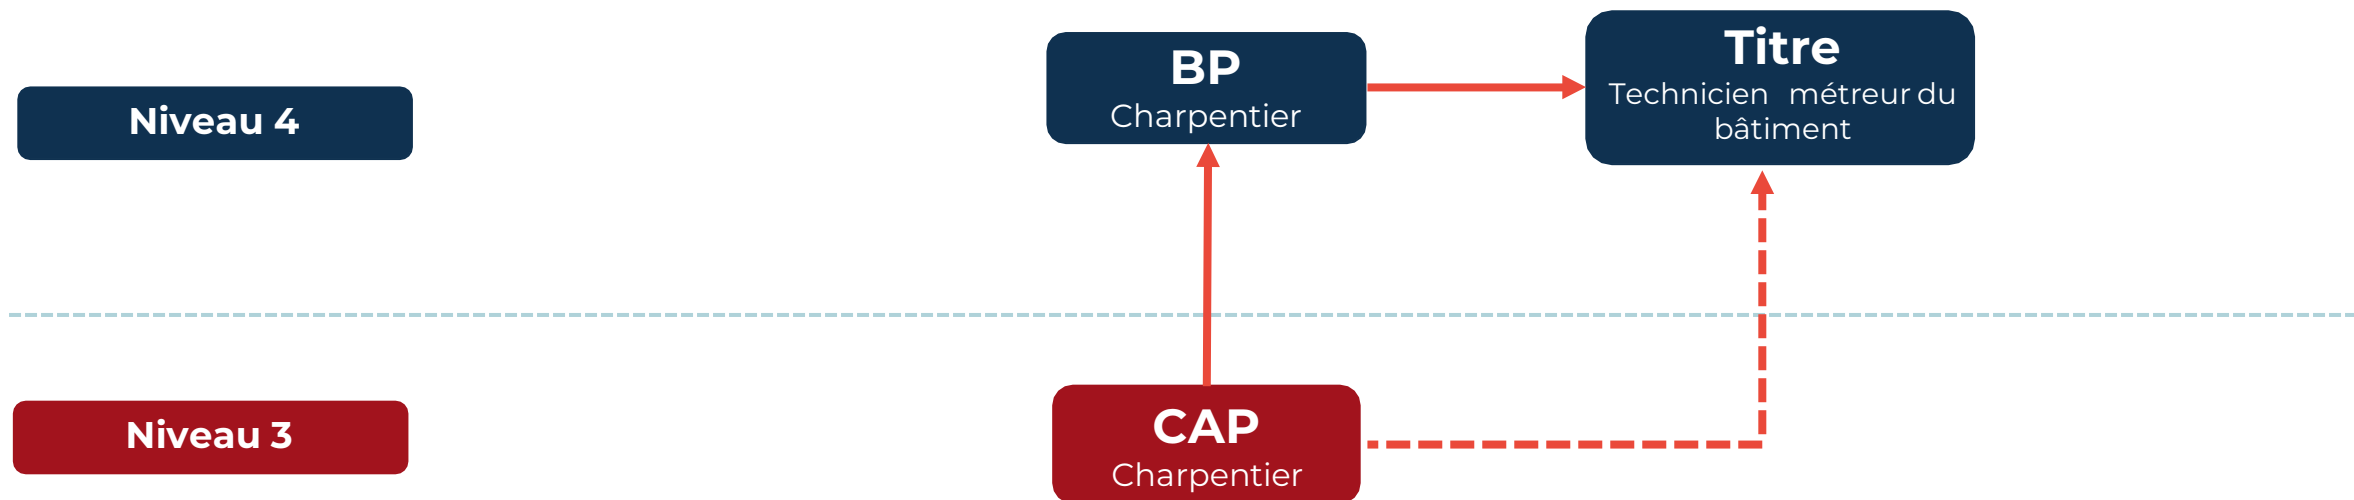 Niveau 4
BP
Charpentier
Titre
Technicien métreur du
bâtiment
Niveau 3
CAP
Charpentier